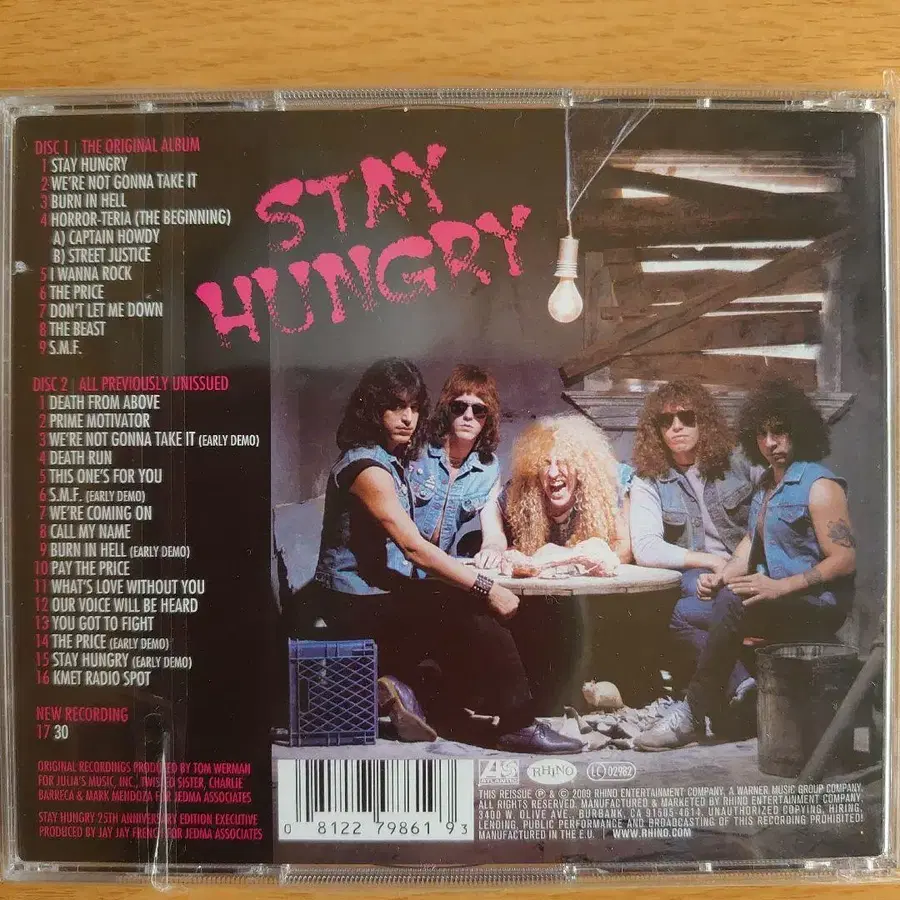 DISC 1 | THE ORIGINAL ALBUM
1 STAY HUNGRY
2 WE'RE NOT GONNA TAKE IT
3 BURN IN HELL
4 HORROR-TERIA (THE BEGINNING)
A) CAPTAIN HOWDY
B) STREET JUSTICE
5 I WANNA ROCK
6 THE PRICE
7 DON'T LET ME DOWN
8 THE BEAST
9 S.M.F.
DISC 2 | ALL PREVIOUSLY UNISSUED
1 DEATH FROM ABOVE
2 PRIME MOTIVATOR
3 WE'RE NOT GONNA TAKE IT (EARLY DEMO)
4 DEATH RUN
5 THIS ONE'S FOR YOU
6 S.M.F. (EARLY DEMO)
7 WE'RE COMING ON
8 CALL MY NAME
9 BURN IN HELL (EARLY DEMO)
10 PAY THE PRICE
11 WHAT'S LOVE WITHOUT YOU
12 OUR VOICE WILL BE HEARD
13 YOU GOT TO FIGHT
14 THE PRICE (EARLY DEMO)
15 STAY HUNGRY (EARLY DEMO)
16 KMET RADIO SPOT
NEW RECORDING
17 30
ORIGINAL RECORDINGS PRODUCED BY TOM WERMAN
FOR JULIA'S MUSIC, INC., TWISTED SISTER, CHARLIE
BARRECA & MARK MENDOZA FOR JEDMA ASSOCIATES
STAY HUNGRY 25TH ANNIVERSARY EDITION EXECUTIVE
PRODUCED BY JAY JAY FRENCH FOR JEDMA ASSOCIATES
STAY
HUNGRY
0 81227 98619 3
ATLANTIC
RHINO
LC 02982
THIS REISSUE ℗ & © 2009 RHINO ENTERTAINMENT COMPANY, A WARNER MUSIC GROUP COMPANY.
ALL RIGHTS RESERVED. MANUFACTURED & MARKETED BY RHINO ENTERTAINMENT COMPANY,
3400 W. OLIVE AVE., BURBANK, CA 91505-4614. UNAUTHORIZED COPYING, HIRING,
LENDING, PUBLIC PERFORMANCE AND BROADCASTING OF THIS RECORDING PROHIBITED!
MANUFACTURED IN THE E.U. WWW.RHINO.COM